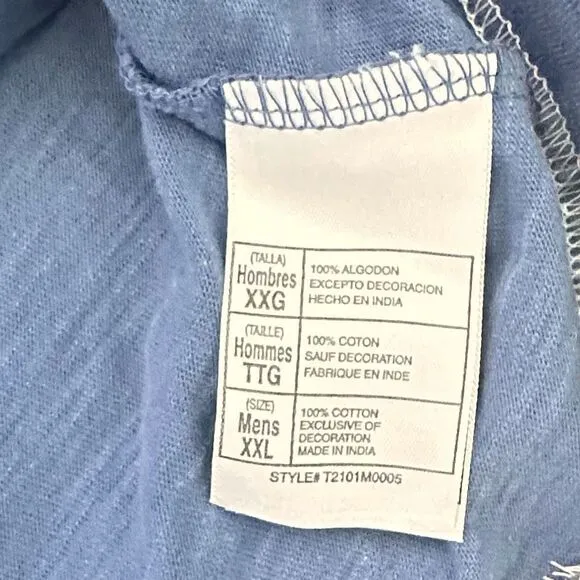 (TALLA)
Hombres
XXG
100% ALGODON
EXCEPTO DECORACION
HECHO EN INDIA
(TAILLE)
Hommes
TTG
100% COTON
SAUF DECORATION
FABRIQUE EN INDE
(SIZE)
Mens
XXL
100% COTTON
EXCLUSIVE OF
DECORATION
MADE IN INDIA
STYLE# T2101M0005